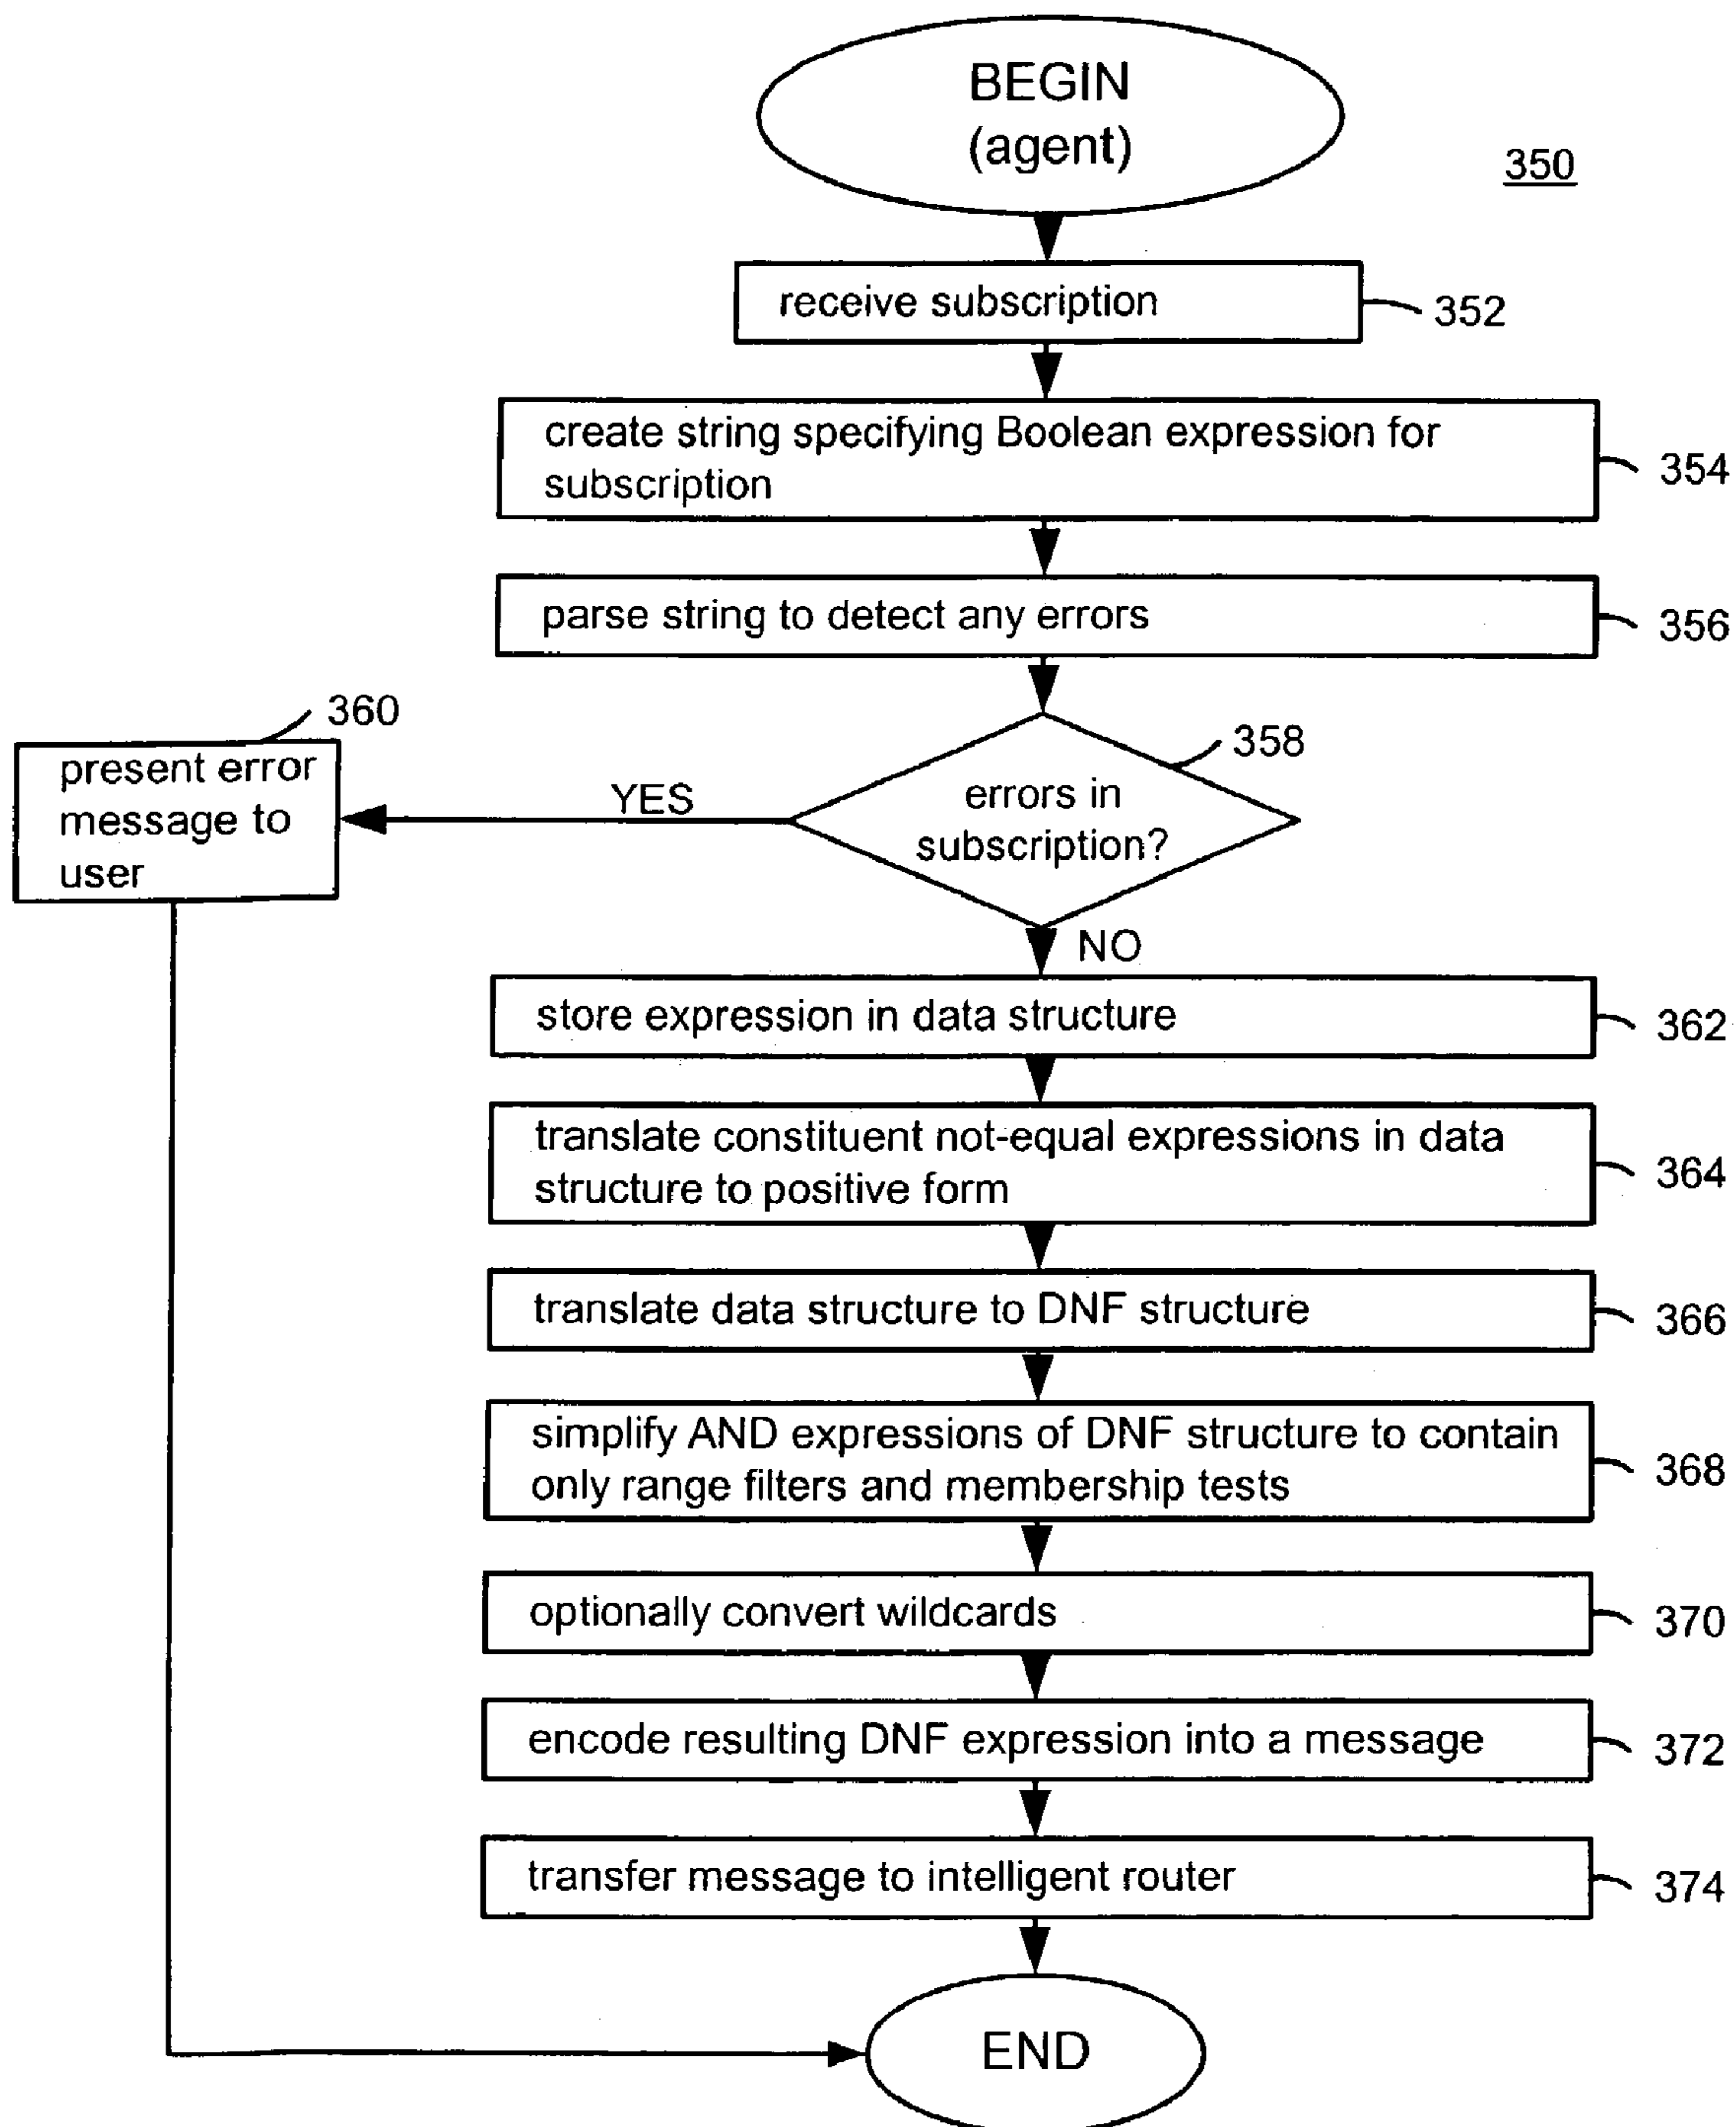 BEGIN
(agent)
350
receive subscription
352
create string specifying Boolean expression for
subscription
354
parse string to detect any errors
356
360
present error
message to
user
YES
358
errors in
subscription?
NO
store expression in data structure
362
translate constituent not-equal expressions in data
structure to positive form
364
translate data structure to DNF structure
366
simplify AND expressions of DNF structure to contain
only range filters and membership tests
368
optionally convert wildcards
370
encode resulting DNF expression into a message
372
transfer message to intelligent router
374
END